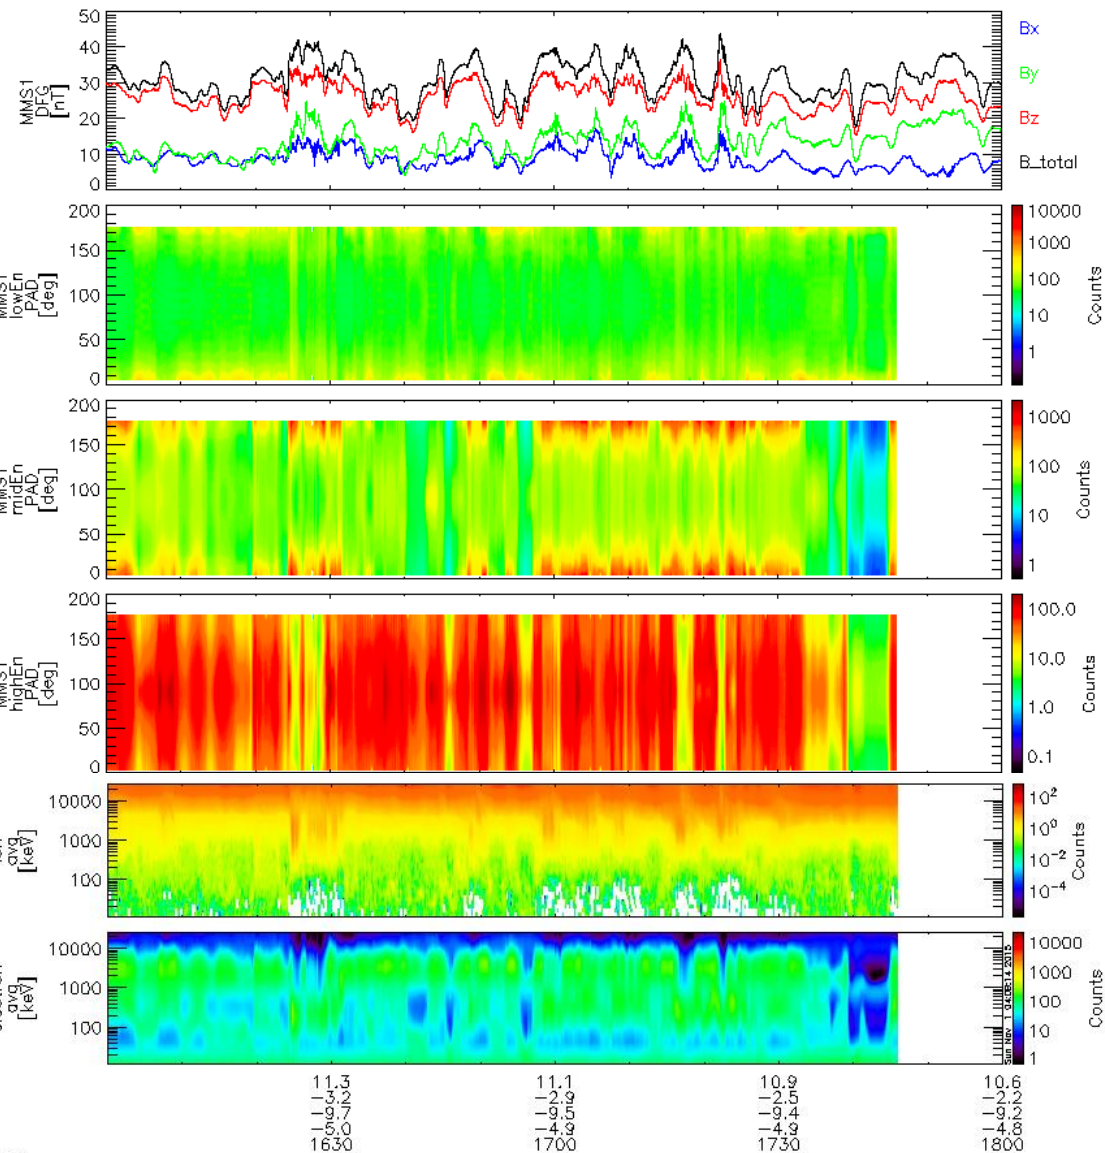 50
40
30
20
10
0
MMS1
DFG
[nT]
Bx
By
Bz
B_total
200
150
100
50
0
MMS1
lowEn
PAD
[deg]
10000
1000
100
10
1
Counts
200
150
100
50
0
MMS1
midEn
PAD
[deg]
1000
100
10
1
Counts
200
150
100
50
0
MMS1
highEn
PAD
[deg]
100.0
10.0
1.0
0.1
Counts
10000
1000
100
avg
[keV]
10²
10⁰
10⁻²
10⁻⁴
Counts
10000
1000
100
avg
[keV]
10000
1000
100
10
1
Counts
11.3 11.1 10.9 10.6
−3.2 −2.9 −2.5 −2.2
−9.7 −9.5 −9.4 −9.2
−5.0 −4.9 −4.9 −4.8
1630 1700 1730 1800